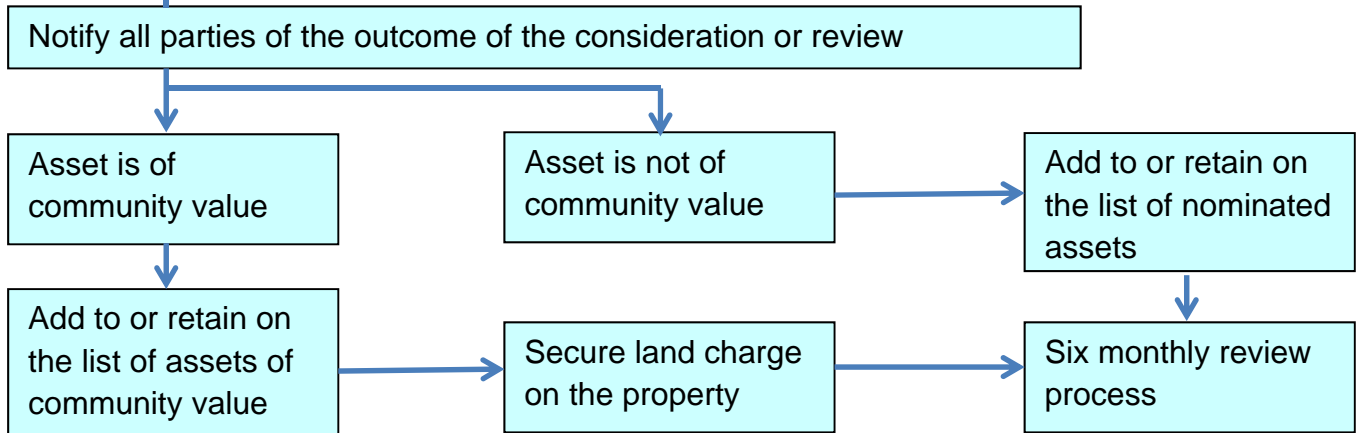 Notify all parties of the outcome of the consideration or review
Asset is of
community value
Asset is not of
community value
Add to or retain on
the list of nominated
assets
Add to or retain on
the list of assets of
community value
Secure land charge
on the property
Six monthly review
process